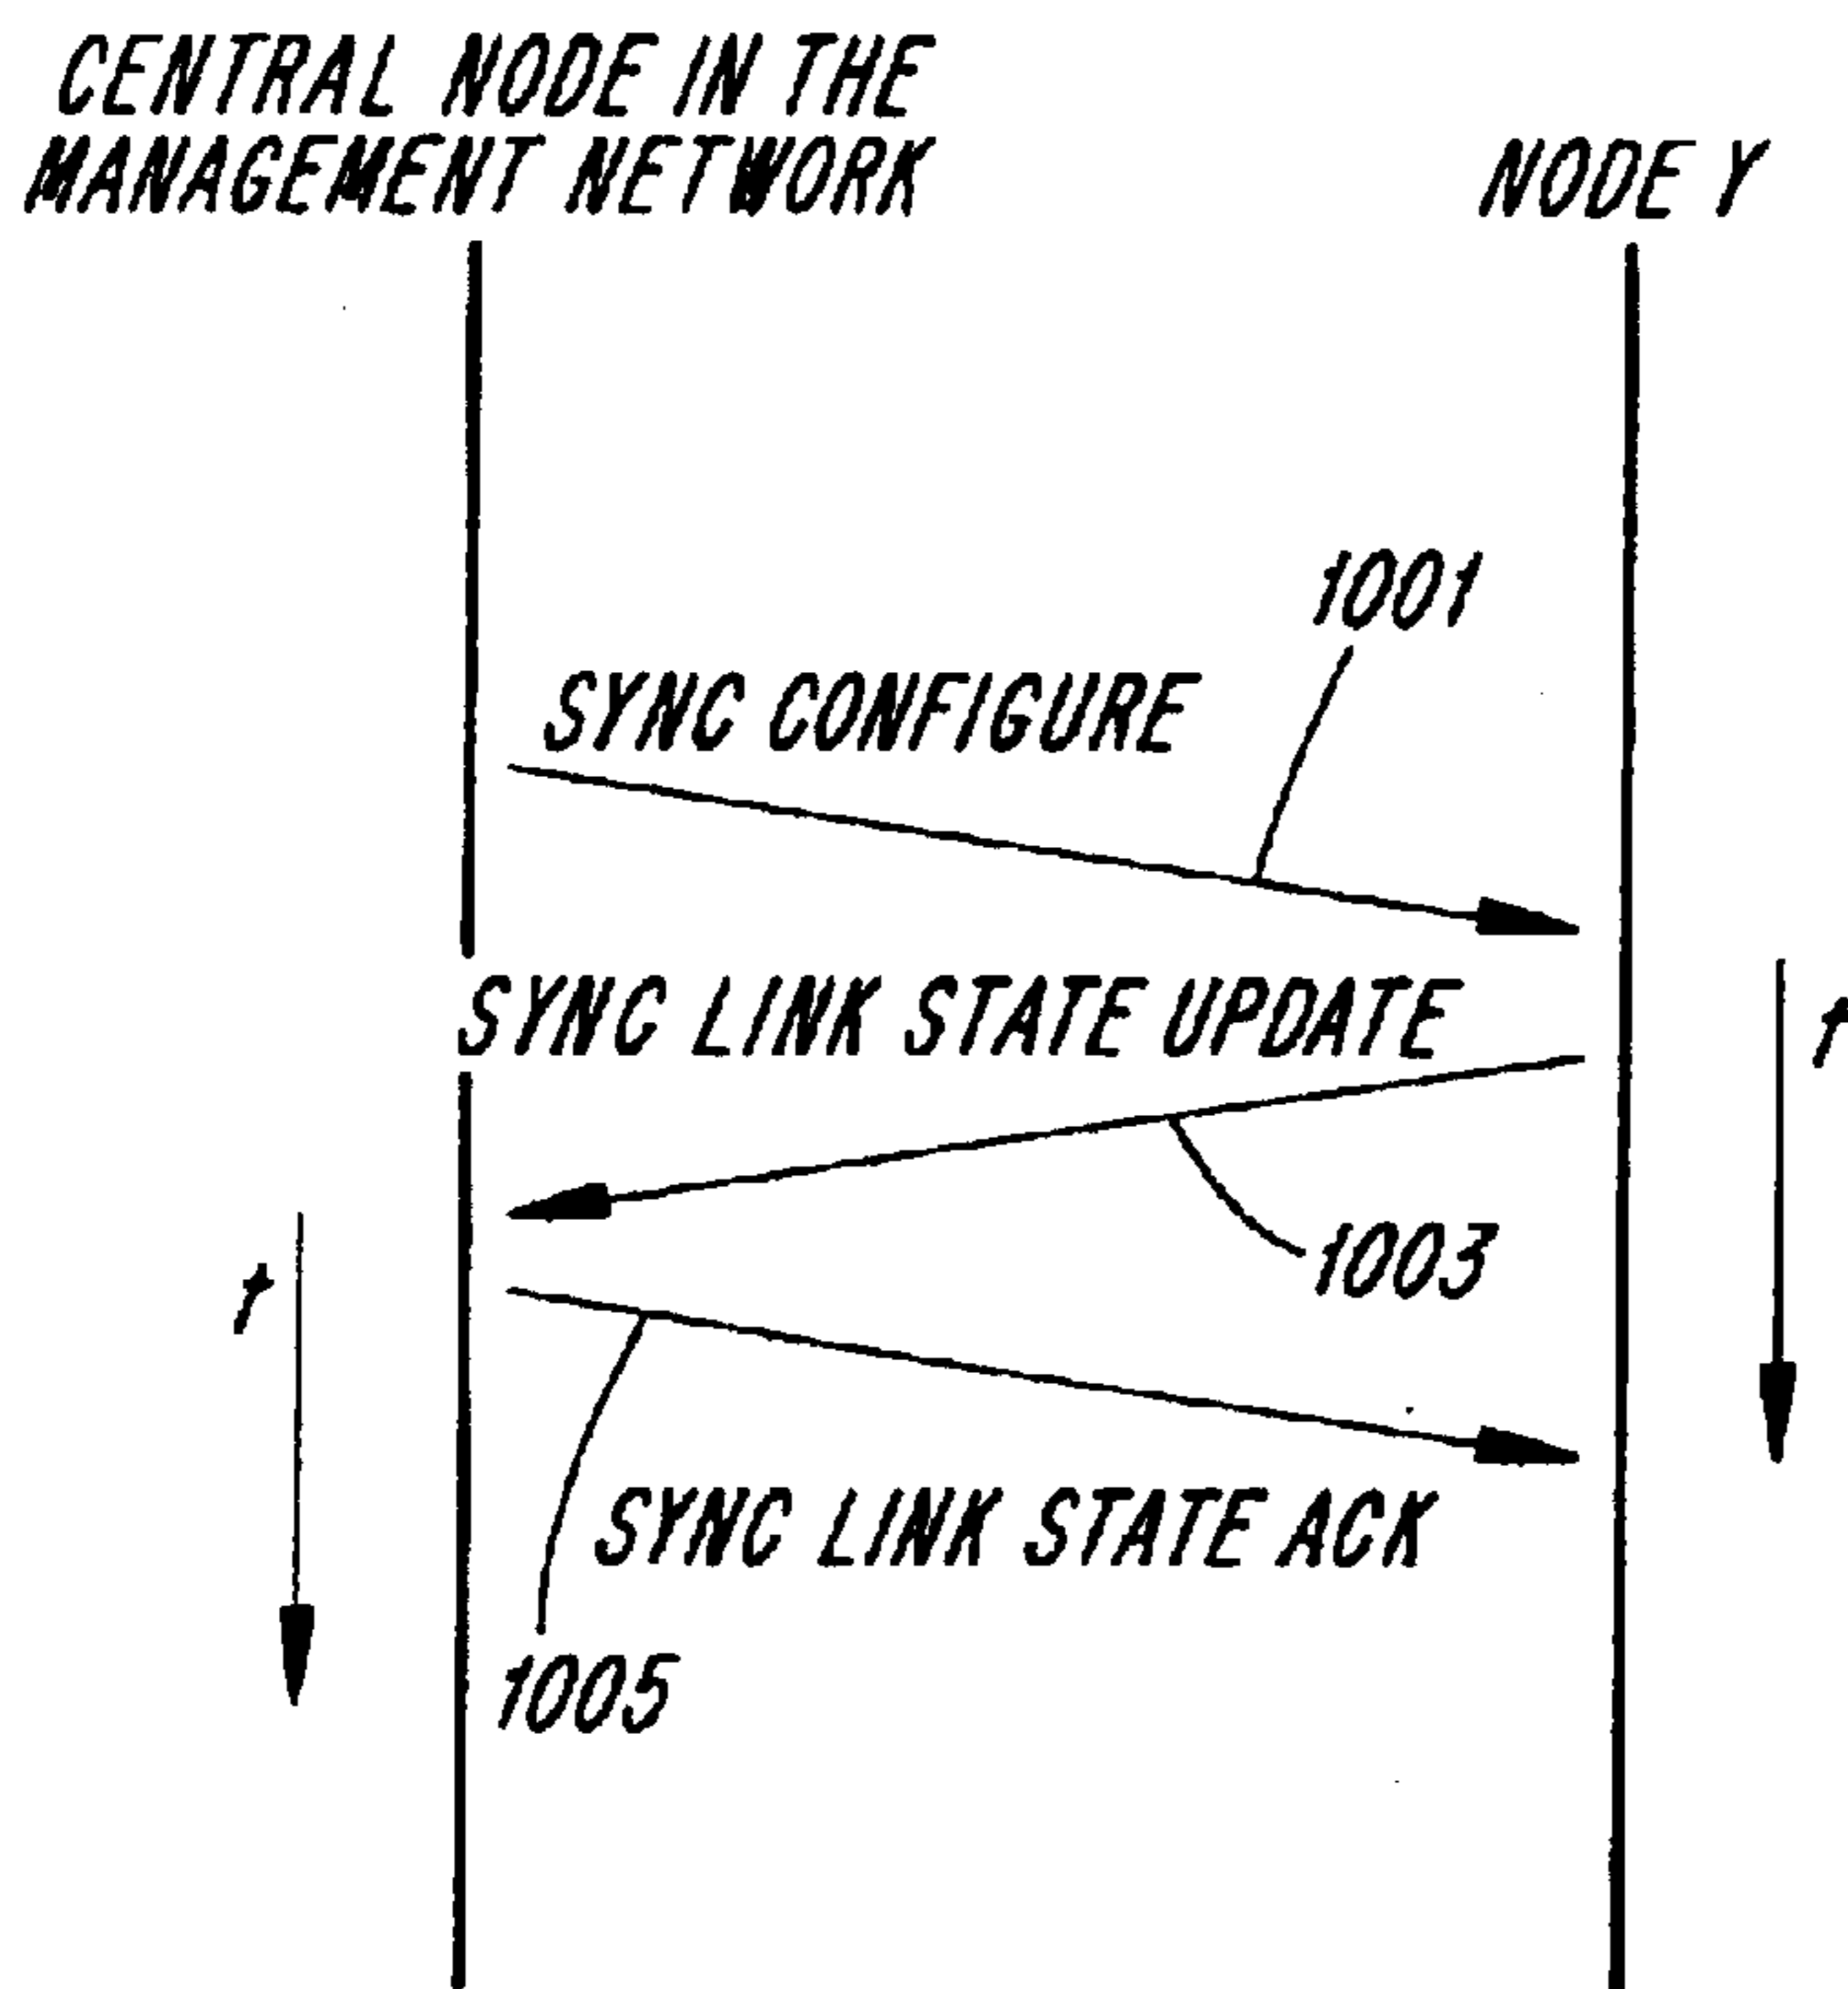 CENTRAL NODE IN THE
MANAGEMENT NETWORK
NODE Y
1001
SYNC CONFIGURE
SYNC LINK STATE UPDATE
t
1003
t
SYNC LINK STATE ACK
1005